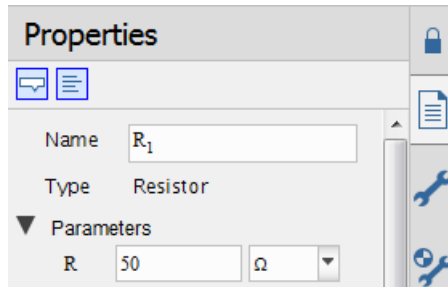 Properties
Name R₁
Type Resistor
Parameters
R 50 Ω